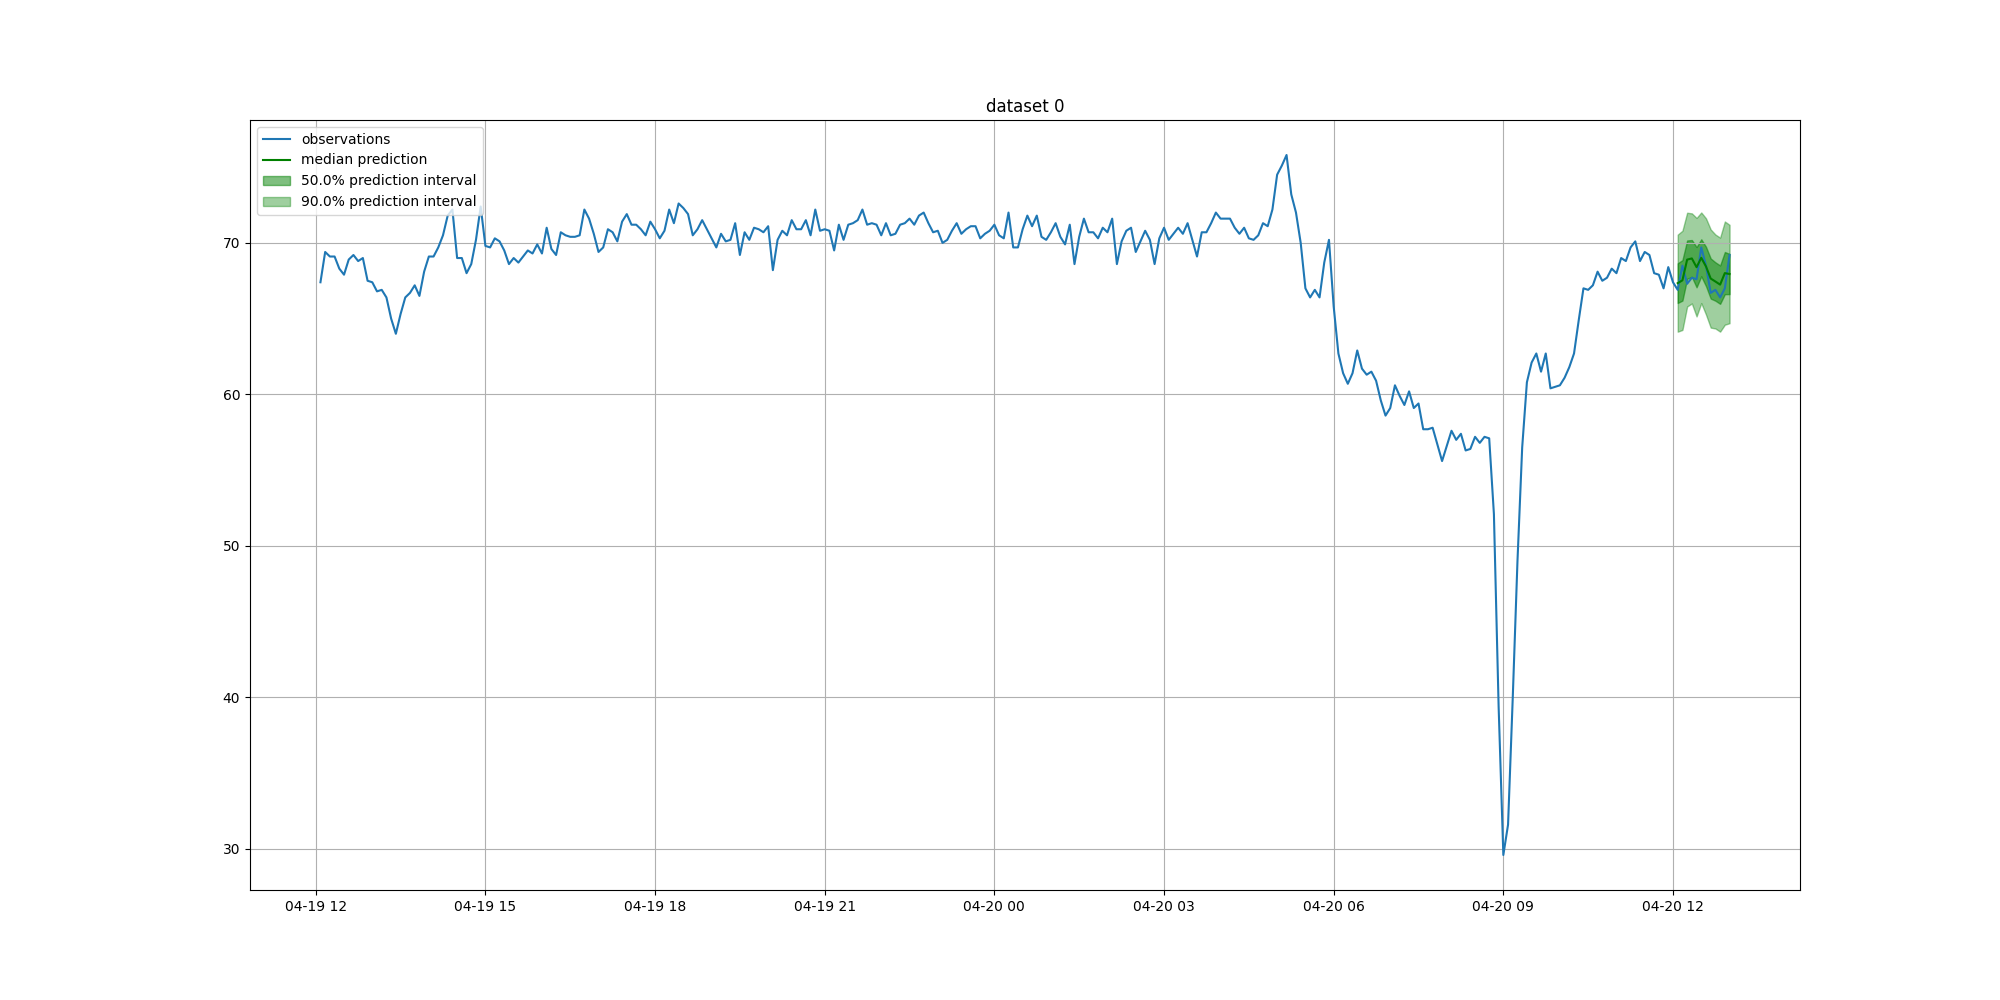 dataset 0
observations
median prediction
50.0% prediction interval
90.0% prediction interval
70
60
50
40
30
04-19 12 04-19 15 04-19 18 04-19 21 04-20 00 04-20 03 04-20 06 04-20 09 04-20 12